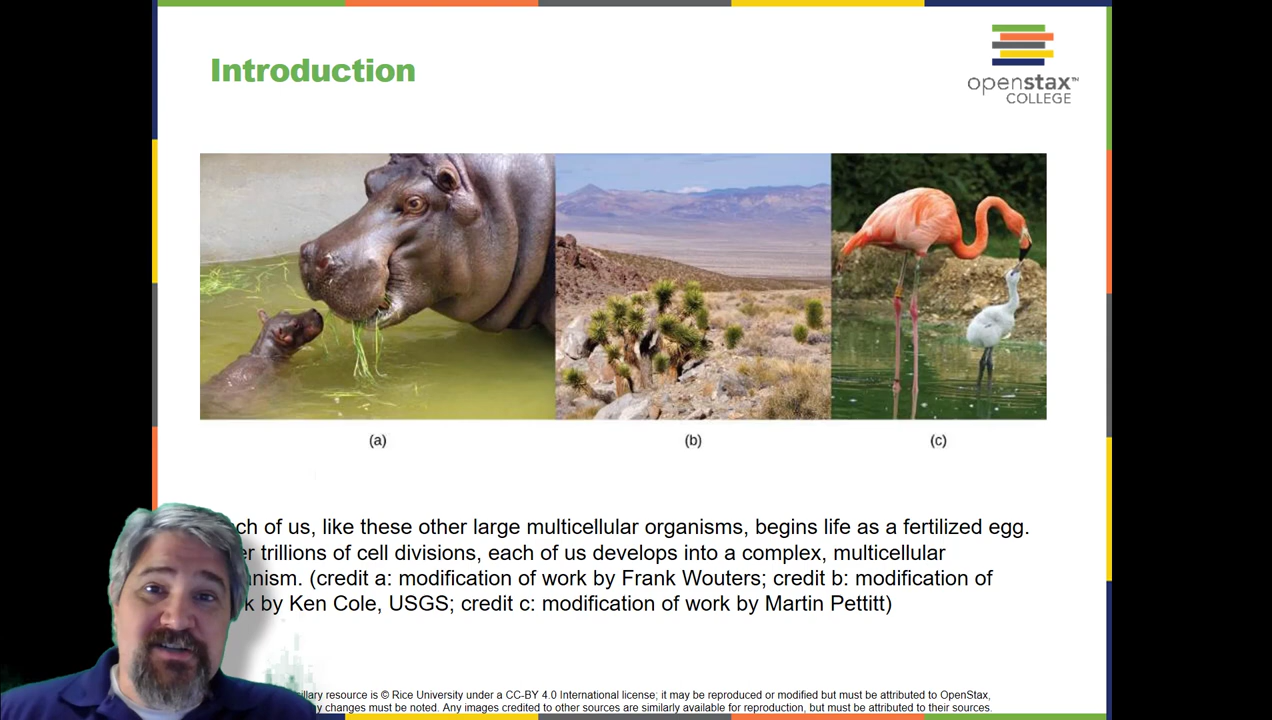 Introduction
openstax™
COLLEGE
(a)
(b)
(c)
of us, like these other large multicellular organisms, begins life as a fertilized egg.
trillions of cell divisions, each of us develops into a complex, multicellular
(credit a: modification of work by Frank Wouters; credit b: modification of
by Ken Cole, USGS; credit c: modification of work by Martin Pettitt)
resource is © Rice University under a CC-BY 4.0 International license; it may be reproduced or modified but must be attributed to OpenStax,
changes must be noted. Any images credited to other sources are similarly available for reproduction, but must be attributed to their sources.